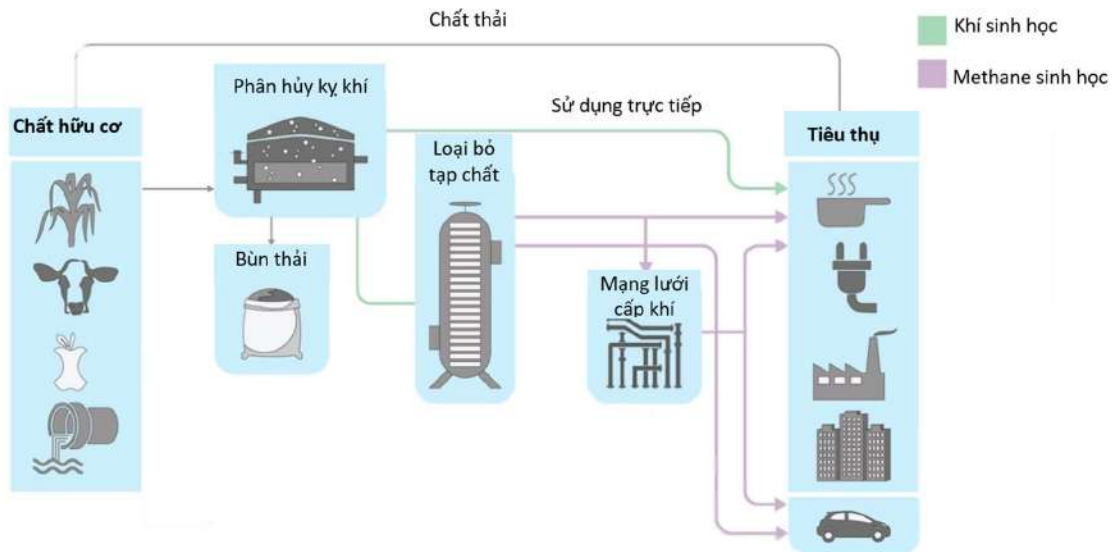 Chất thải
Khí sinh học
Methane sinh học
Phân hủy kỵ khí
Sử dụng trực tiếp
Chất hữu cơ
Loại bỏ
tạp chất
Tiêu thụ
Bùn thải
Mạng lưới
cấp khí